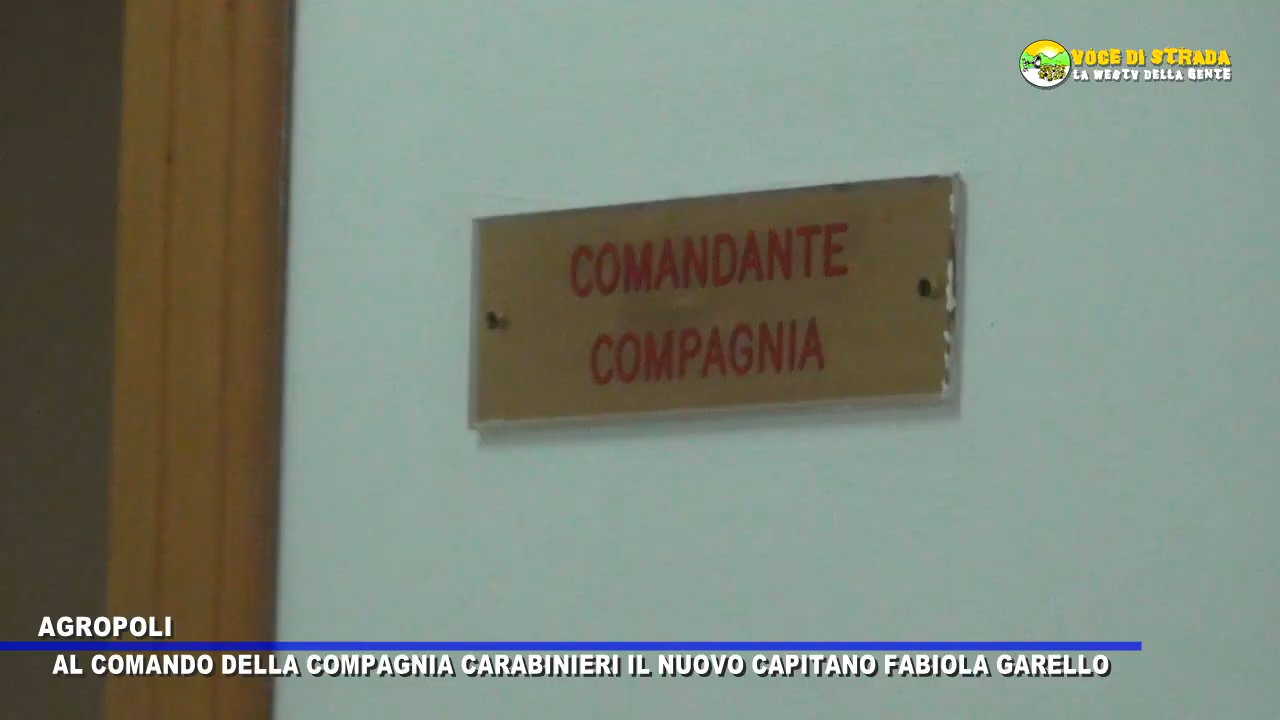 VOCE DI STRADA
LA WEBTV DELLA GENTE
COMANDANTE
COMPAGNIA
AGROPOLI
AL COMANDO DELLA COMPAGNIA CARABINIERI IL NUOVO CAPITANO FABIOLA GARELLO